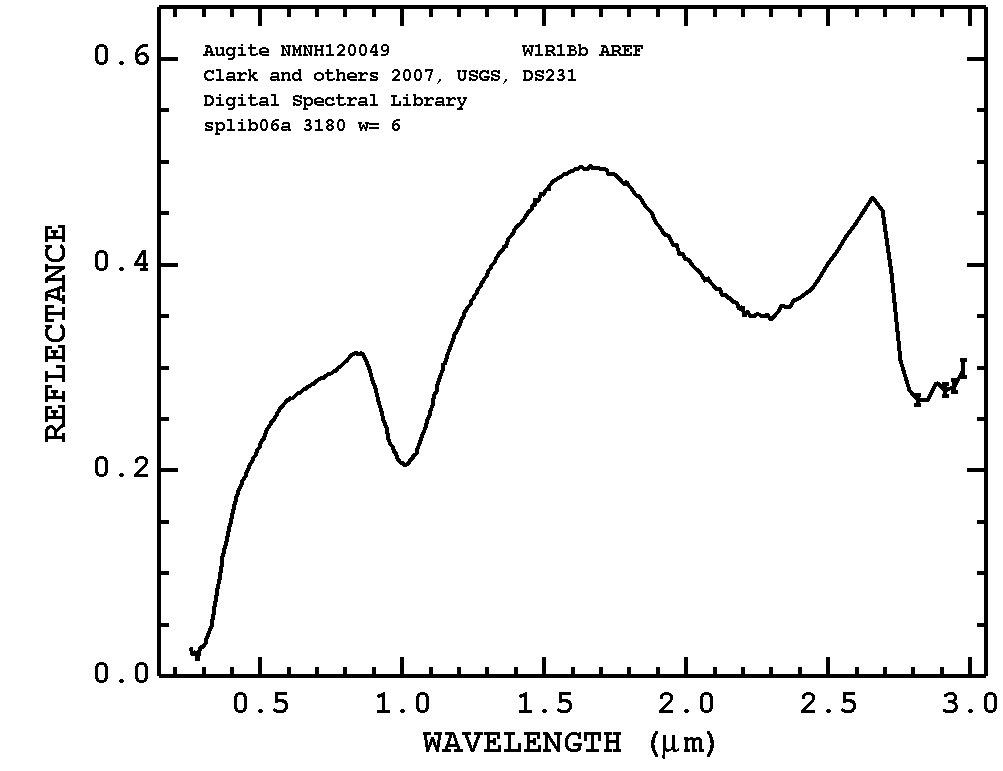 Augite NMNH120049 W1R1Bb AREF
Clark and others 2007, USGS, DS231
Digital Spectral Library
splib06a 3180 w= 6
REFLECTANCE
0.6
0.4
0.2
0.0
0.5 1.0 1.5 2.0 2.5 3.0
WAVELENGTH (μm)